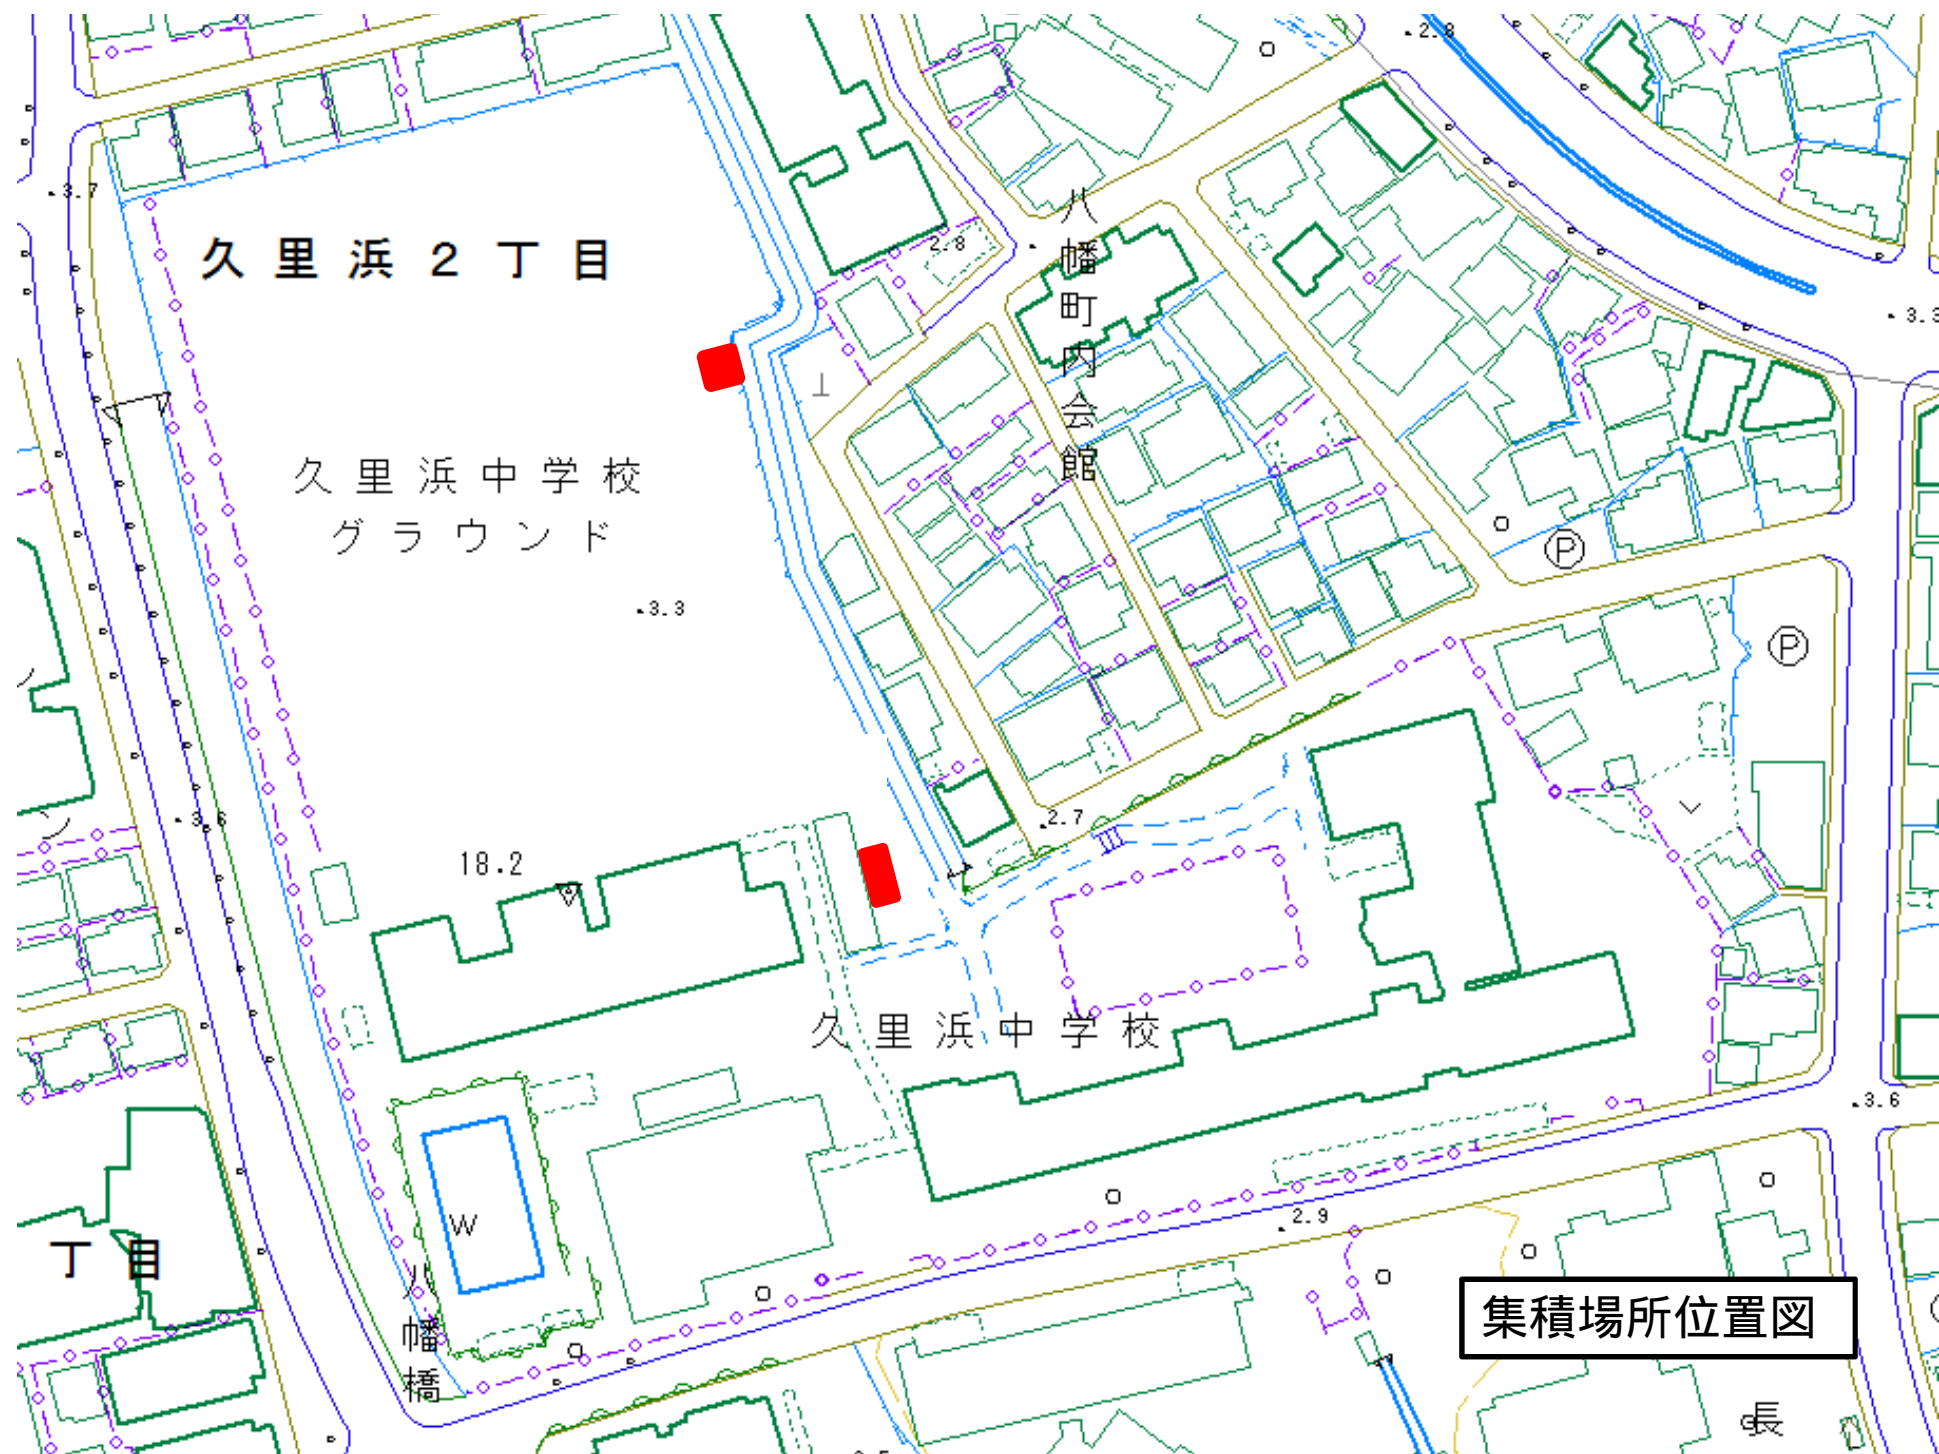 2.8
3.7
久里浜2丁目
2.8
八幡町内会館
3.3
久里浜中学校
グラウンド
P
3.3
P
2.7
3.6
18.2
ン
久里浜中学校
3.6
W
2.9
丁目
八幡橋
集積場所位置図
長